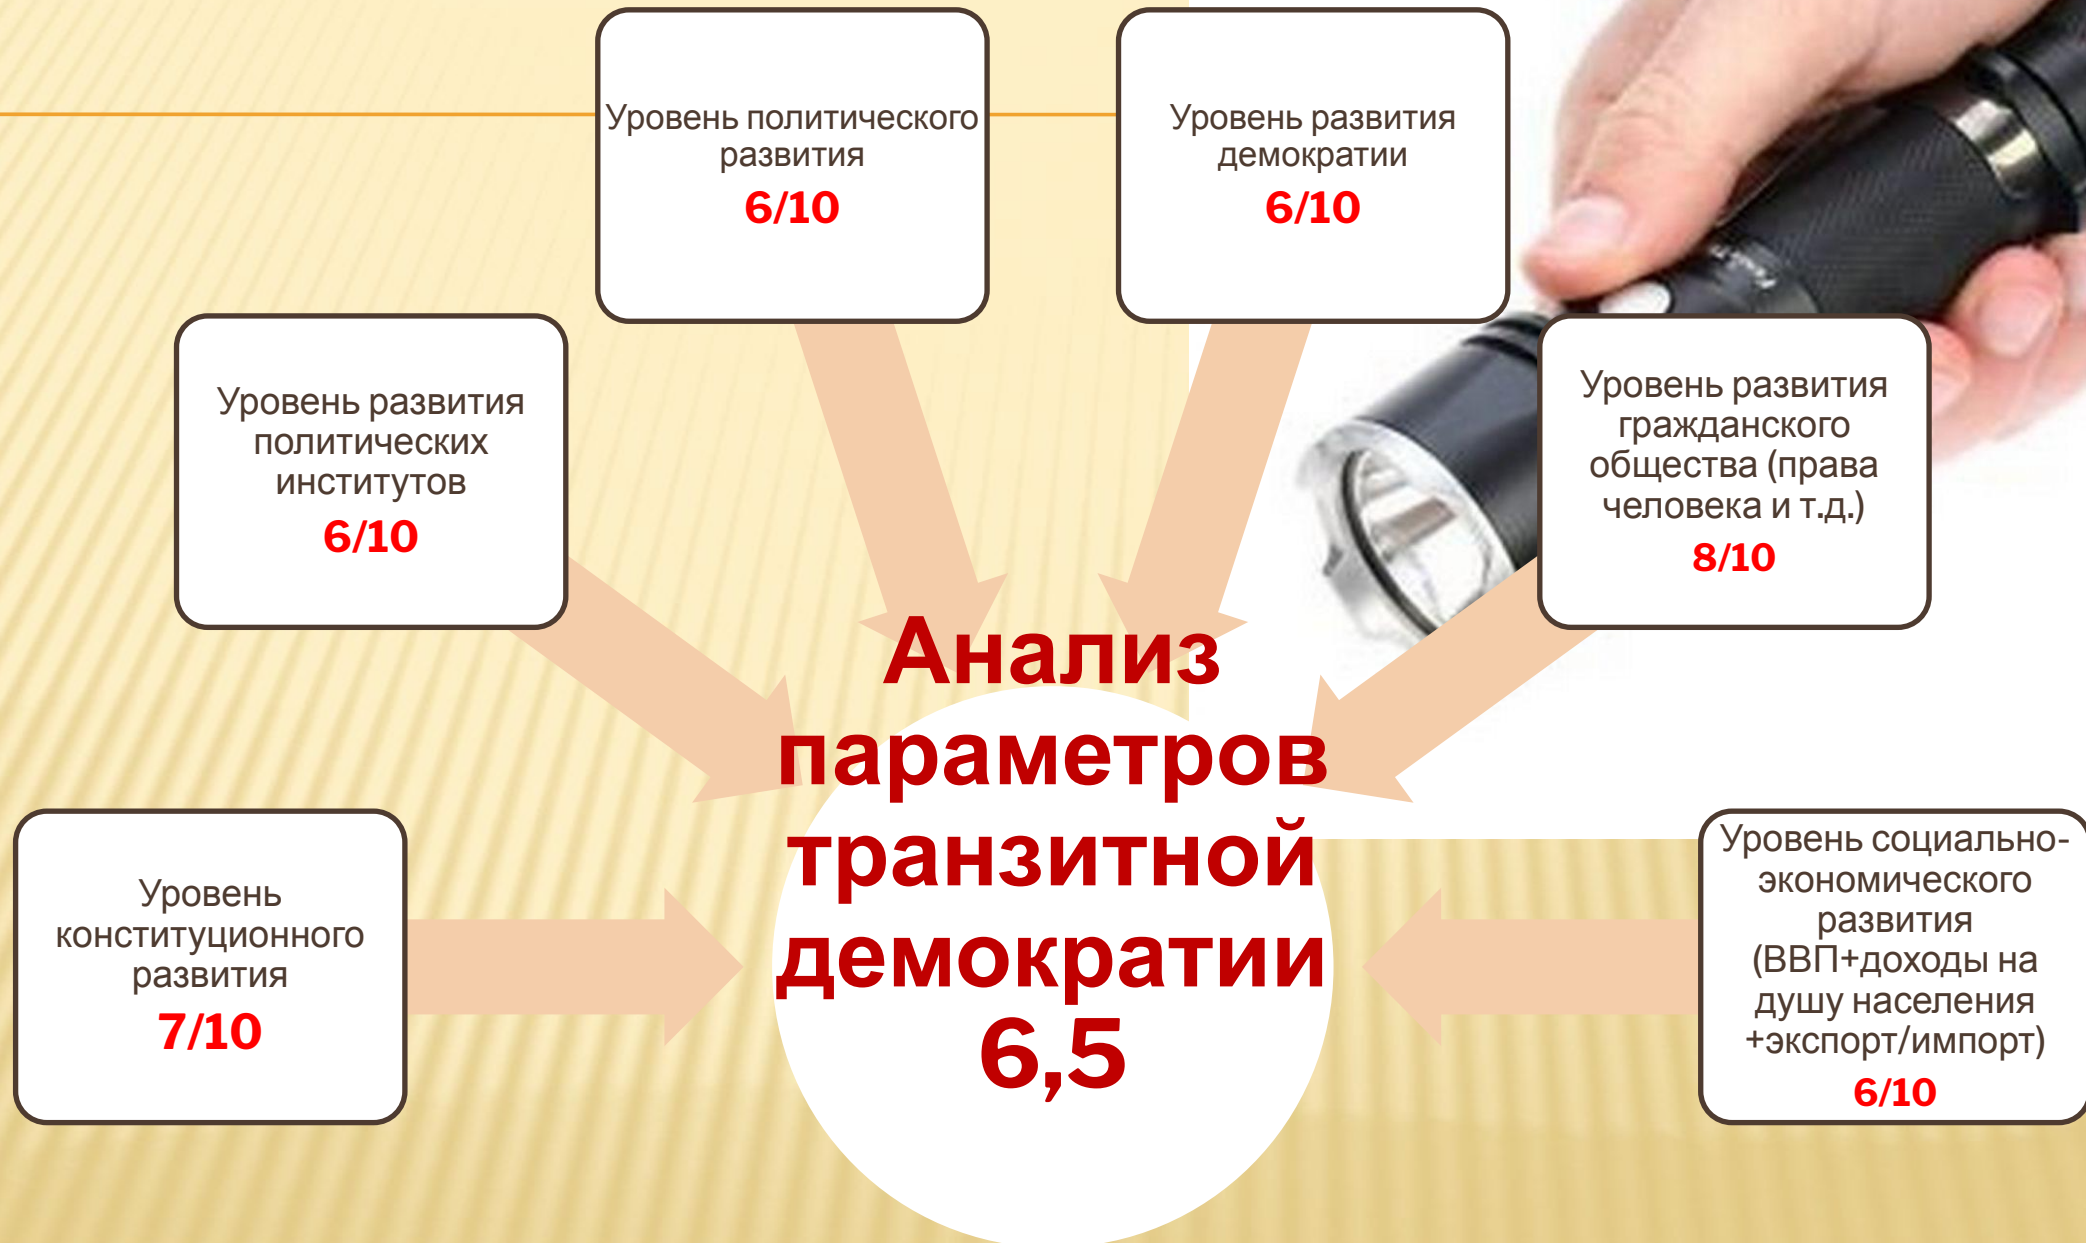 Уровень политического
развития
6/10
Уровень развития
демократии
6/10
Уровень развития
политических
институтов
6/10
Уровень развития
гражданского
общества (права
человека и т.д.)
8/10
Уровень
конституционного
развития
7/10
Уровень социально-
экономического
развития
(ВВП+доходы на
душу населения
+экспорт/импорт)
6/10
Анализ
параметров
транзитной
демократии
6,5